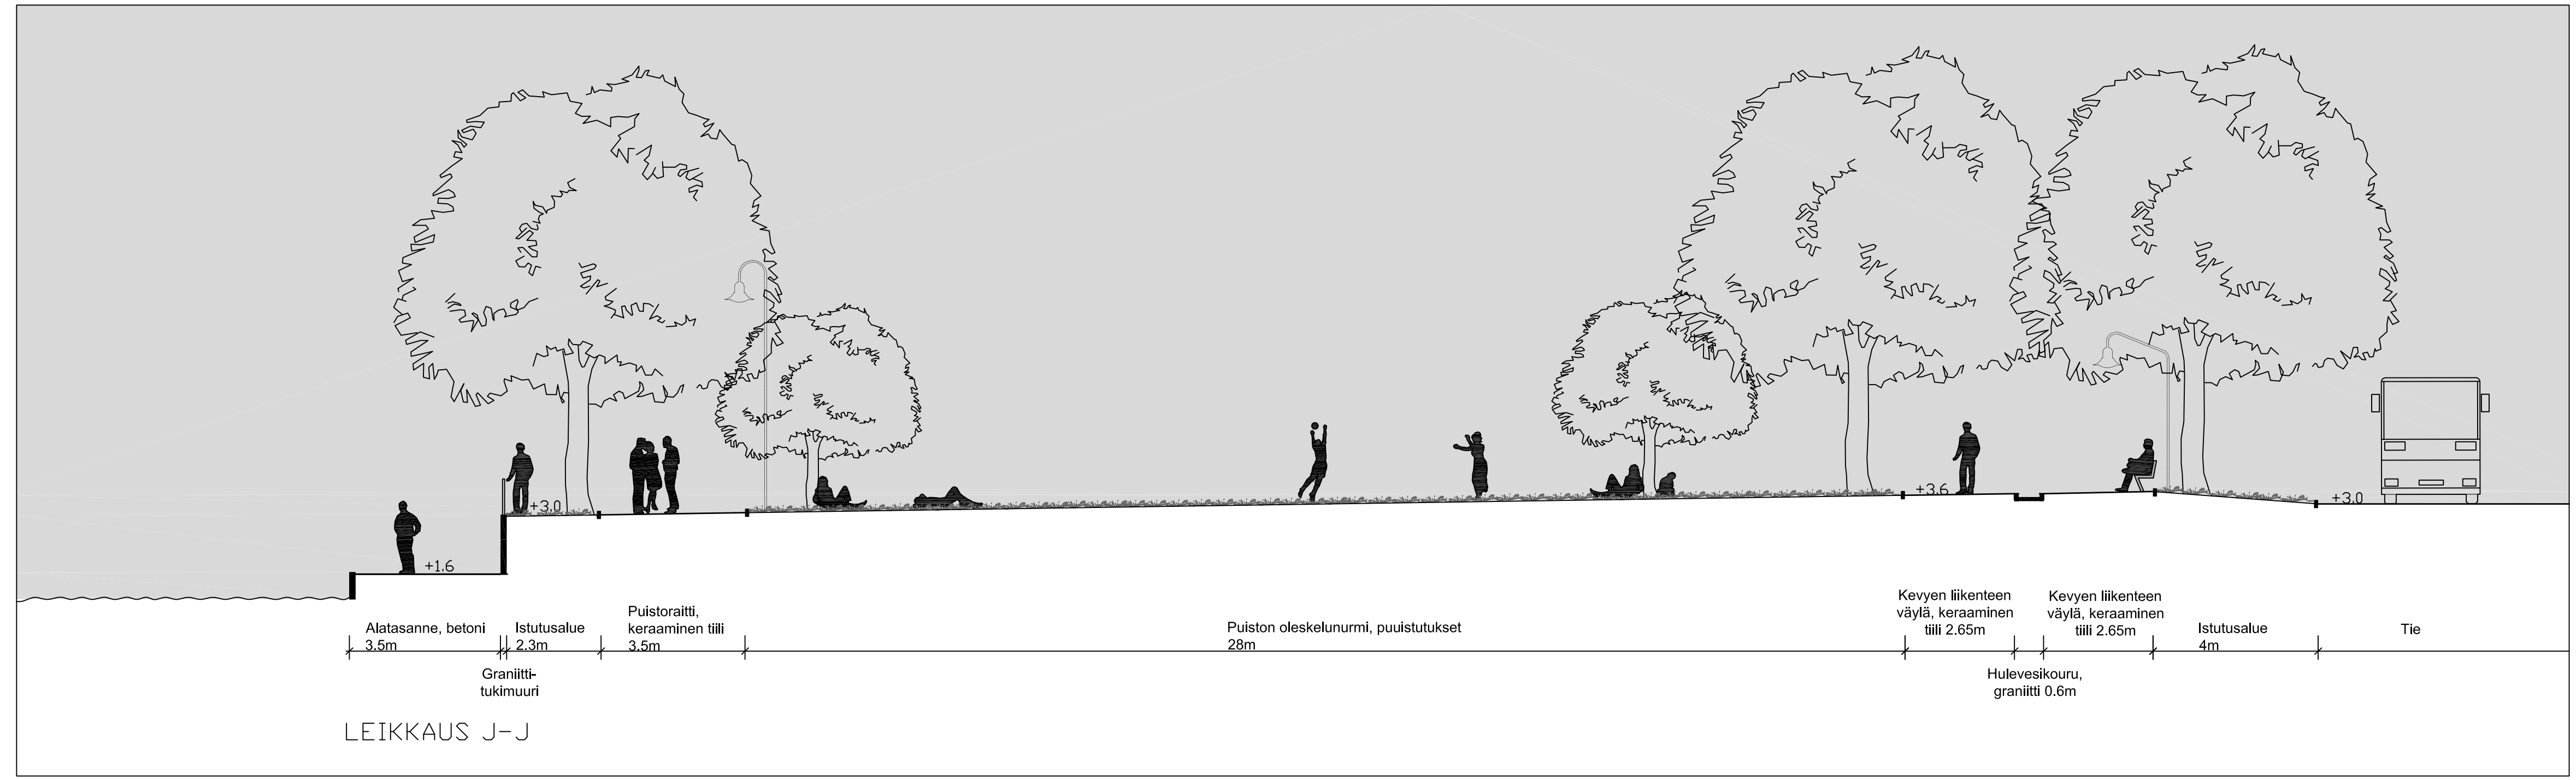 +3.0
+1.6
+3.6
+3.0
Alatasanne, betoni
3.5m
Graniitti-
tukimuuri
Istutusalue
2.3m
Puistoraitti,
keraaminen tiili
3.5m
Puiston oleskelunurmi, puuistutukset
28m
Kevyen liikenteen
väylä, keraaminen
tiili 2.65m
Hulevesikouru,
graniitti 0.6m
Kevyen liikenteen
väylä, keraaminen
tiili 2.65m
Istutusalue
4m
Tie
LEIKKAUS J-J